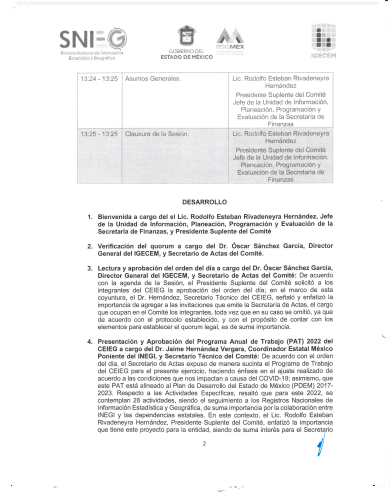 SNIEG
Sistema Nacional de Información
Estadística y Geográfica
GOBIERNO DEL
ESTADO DE MÉXICO
EDOMÉX
IGECEM
13:24 - 13:25 Asuntos Generales. Lic. Rodolfo Esteban Rivadeneyra
Hernández
Presidente Suplente del Comité
Jefe de la Unidad de Información,
Planeación, Programación y
Evaluación de la Secretaría de
Finanzas
13:25 - 13:25 Clausura de la Sesión. Lic. Rodolfo Esteban Rivadeneyra
Hernández
Presidente Suplente del Comité
Jefe de la Unidad de Información,
Planeación, Programación y
Evaluación de la Secretaría de
Finanzas
DESARROLLO
1. Bienvenida a cargo del el Lic. Rodolfo Esteban Rivadeneyra Hernández, Jefe
de la Unidad de Información, Planeación, Programación y Evaluación de la
Secretaría de Finanzas, y Presidente Suplente del Comité
2. Verificación del quorum a cargo del Dr. Óscar Sánchez García, Director
General del IGECEM, y Secretario de Actas del Comité.
3. Lectura y aprobación del orden del día a cargo del Dr. Óscar Sánchez García,
Director General del IGECEM, y Secretario de Actas del Comité: De acuerdo
con la agenda de la Sesión, el Presidente Suplente del Comité solicitó a los
integrantes del CEIEG la aprobación del orden del día; en el marco de esta
coyuntura, el Dr. Hernández, Secretario Técnico del CEIEG, señaló y enfatizó la
importancia de agregar a las invitaciones que emite la Secretaría de Actas, el cargo
que ocupan en el Comité los integrantes, toda vez que en su caso se omitió, ya que
de acuerdo con el protocolo establecido, y con el propósito de contar con los
elementos para establecer el quorum legal, es de suma importancia.
4. Presentación y Aprobación del Programa Anual de Trabajo (PAT) 2022 del
CEIEG a cargo del Dr. Jaime Hernández Vergara, Coordinador Estatal México
Poniente del INEGI, y Secretario Técnico del Comité: De acuerdo con el orden
del día, el Secretario de Actas expuso de manera sucinta el Programa de Trabajo
del CEIEG para el presente ejercicio, haciendo énfasis en el ajuste realizado de
acuerdo a las condiciones que nos impactan a causa del COVID-19; asimismo, que
este PAT está alineado al Plan de Desarrollo del Estado de México (PDEM) 2017-
2023. Respecto a las Actividades Específicas, resaltó que para este 2022, se
contemplan 28 actividades, siendo el seguimiento a los Registros Nacionales de
Información Estadística y Geográfica, de suma importancia por la colaboración entre
INEGI y las dependencias estatales. En este contexto, el Lic. Rodolfo Esteban
Rivadeneyra Hernández, Presidente Suplente del Comité, enfatizó la importancia
que tiene este proyecto para la entidad, siendo de suma interés para el Secretario
2